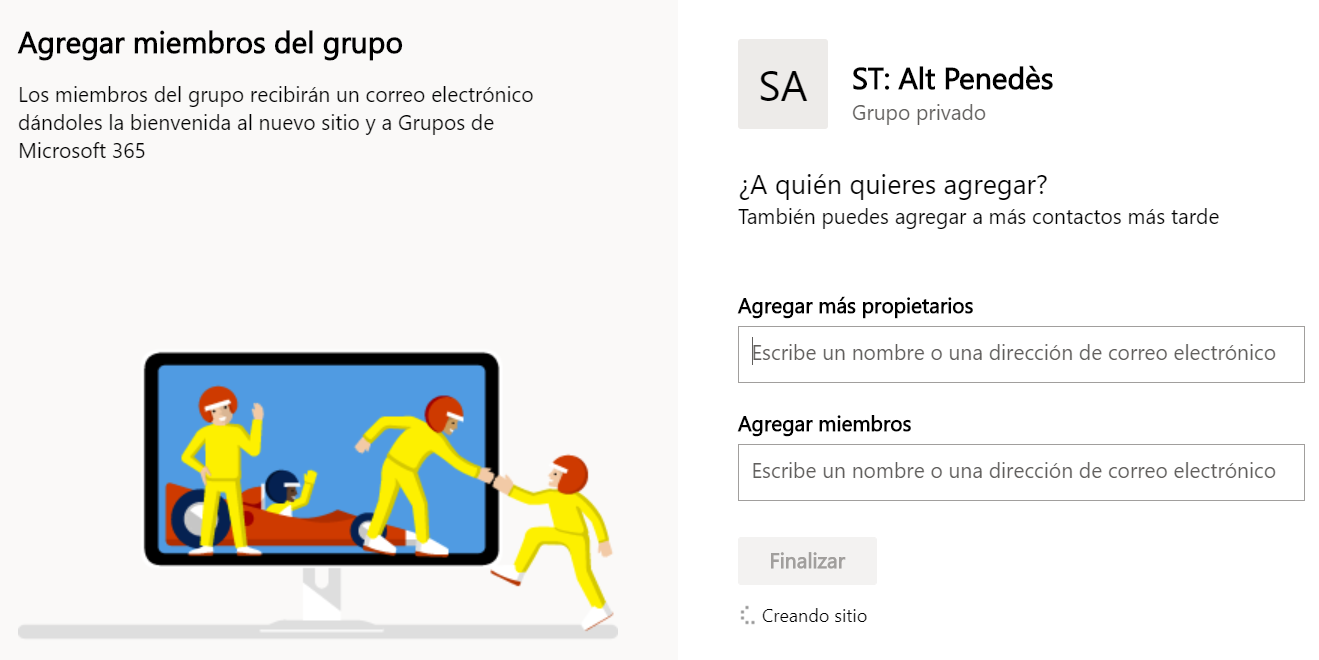 Agregar miembros del grupo
Los miembros del grupo recibirán un correo electrónico
dándoles la bienvenida al nuevo sitio y a Grupos de
Microsoft 365
SA
ST: Alt Penedès
Grupo privado
¿A quién quieres agregar?
También puedes agregar a más contactos más tarde
Agregar más propietarios
Escribe un nombre o una dirección de correo electrónico
Agregar miembros
Escribe un nombre o una dirección de correo electrónico
Finalizar
Creando sitio